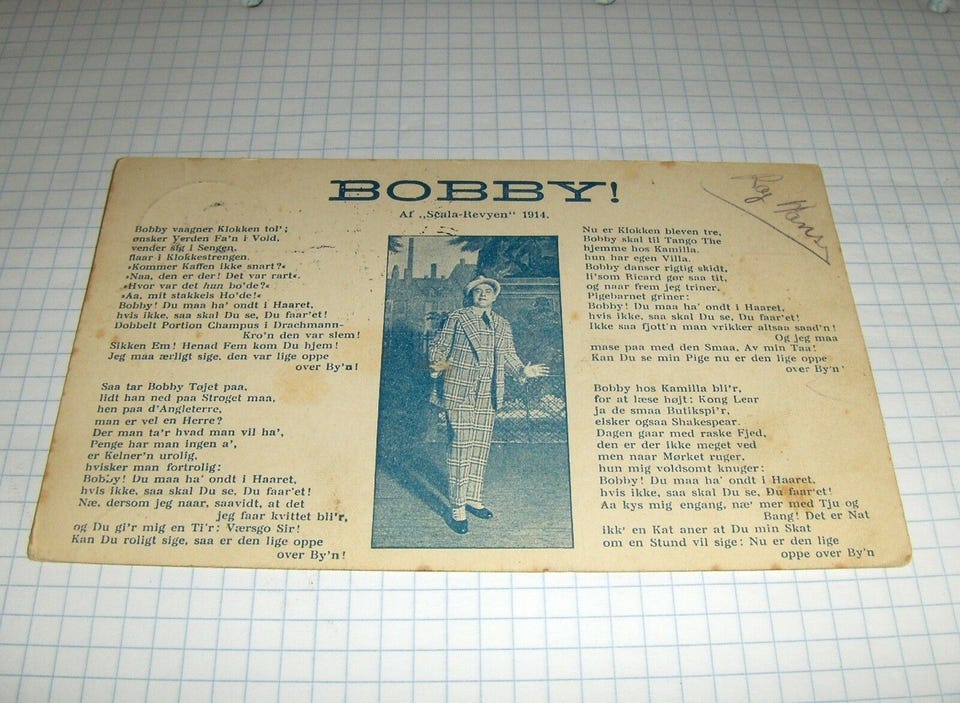 BOBBY!
Af „Scala-Revyen" 1914.
Bobby vaagner Klokken tol';
ønsker Verden Fa'n i Vold,
vender sig i Sengen,
flaar i Klokkestrengen.
»Kommer Kaffen ikke snart?«
»Naa, den er der! Det var rart«.
»Hvor var det hun bo'de?«
»Aa, mit stakkels Ho'de!«
Bobby! Du maa ha' ondt i Haaret,
hvis ikke, saa skal Du se, Du faar'et!
Dobbelt Portion Champus i Drachmann-
Kro'n den var slem!
Sikken Em! Henad Fem kom Du hjem!
Jeg maa ærligt sige, den var lige oppe
over By'n!
Saa tar Bobby Tøjet paa,
lidt han ned paa Strøget maa,
hen paa d'Angleterre,
man er vel en Herre?
Der man ta'r hvad man vil ha',
Penge har man ingen a',
er Kelner'n urolig,
hvisker man fortrolig:
Bobby! Du maa ha' ondt i Haaret,
hvis ikke, saa skal Du se, Du faar'et!
Næ, dersom jeg naar, saavidt, at det
jeg faar kvittet bli'r,
og Du gi'r mig en Ti'r: Værsgo Sir!
Kan Du roligt sige, saa er den lige oppe
over By'n!
Nu er Klokken bleven tre,
Bobby skal til Tango The
hjemme hos Kamilla,
hun har egen Villa.
Bobby danser rigtig skidt,
li'som Ricard gør saa tit,
og naar frem jeg triner,
Pigebarnet griner:
Bobby! Du maa ha' ondt i Haaret,
hvis ikke, saa skal Du se, Du faar'et!
Ikke saa fjott'n man vrikker altsaa saad'n!
Og jeg maa
mase paa med den Smaa, Av min Taa!
Kan Du se min Pige nu er den lige oppe
over By'
Bobby hos Kamilla bli'r,
for at læse højt: Kong Lear
ja de smaa Butikspi'r,
elsker ogsaa Shakespear.
Dagen gaar med raske Fjed,
den er der ikke meget ved
men naar Mørket ruger,
hun mig voldsomt knuger:
Bobby! Du maa ha' ondt i Haaret,
hvis ikke, saa skal Du se, Du faar'et!
Aa kys mig engang, næ' mer med Tju og
Bang! Det er Nat
ikk' en Kat aner at Du min Skat
om en Stund vil sige: Nu er den lige
oppe over By'n